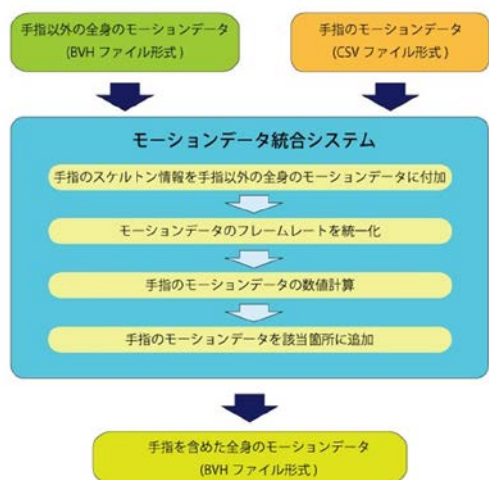 手指以外の全身のモーションデータ
(BVH ファイル形式 )
手指のモーションデータ
(CSV ファイル形式 )
モーションデータ統合システム
手指のスケルトン情報を手指以外の全身のモーションデータに付加
モーションデータのフレームレートを統一化
手指のモーションデータの数値計算
手指のモーションデータを該当箇所に追加
手指を含めた全身のモーションデータ
(BVH ファイル形式 )